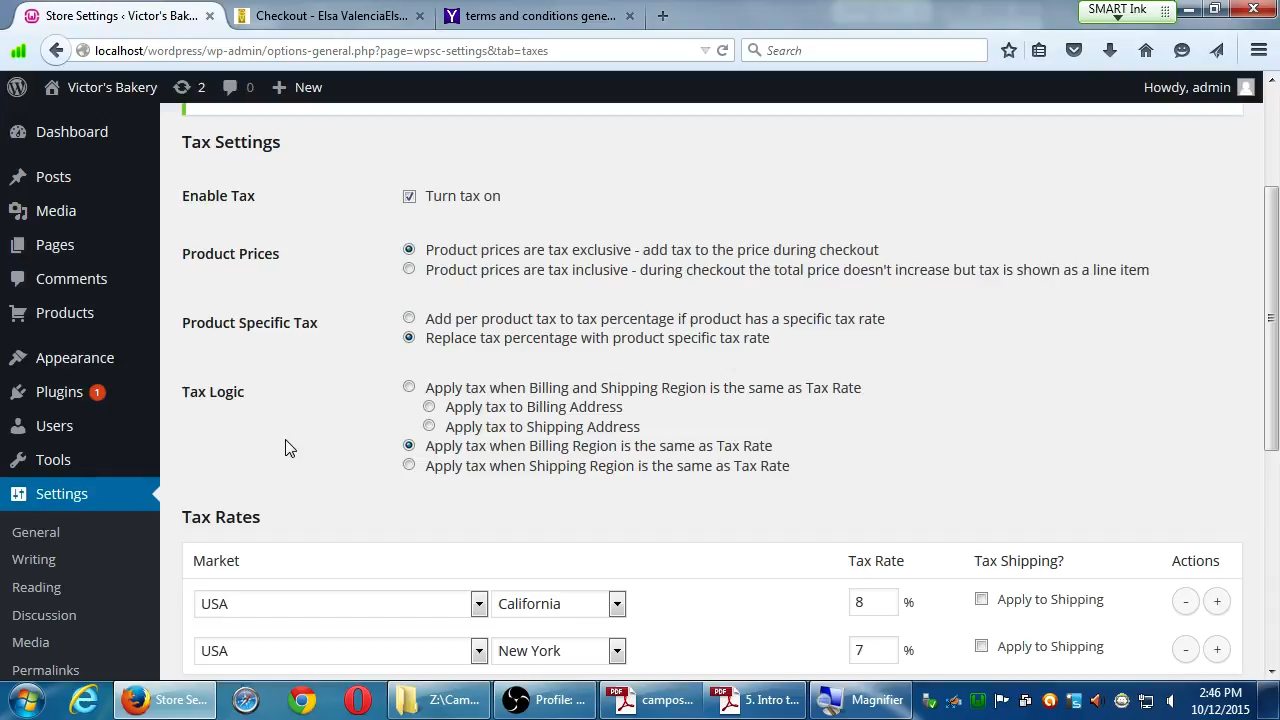 Store Settings ‹ Victor's Bak...
Checkout - Elsa ValenciaEls...
terms and conditions gene...
SMART Ink
localhost/wordpress/wp-admin/options-general.php?page=wpsc-settings&tab=taxes
Search
Victor's Bakery
2
0
New
Howdy, admin
Dashboard
Posts
Media
Pages
Comments
Products
Appearance
Plugins 1
Users
Tools
Settings
General
Writing
Reading
Discussion
Media
Permalinks
Tax Settings
Enable Tax
Turn tax on
Product Prices
Product prices are tax exclusive - add tax to the price during checkout
Product prices are tax inclusive - during checkout the total price doesn't increase but tax is shown as a line item
Product Specific Tax
Add per product tax to tax percentage if product has a specific tax rate
Replace tax percentage with product specific tax rate
Tax Logic
Apply tax when Billing and Shipping Region is the same as Tax Rate
Apply tax to Billing Address
Apply tax to Shipping Address
Apply tax when Billing Region is the same as Tax Rate
Apply tax when Shipping Region is the same as Tax Rate
Tax Rates
Market Tax Rate Tax Shipping? Actions
USA California 8 % Apply to Shipping - +
USA New York 7 % Apply to Shipping - +
Store Se...
Z:\Cam...
Profile: ...
campos...
5. Intro t...
Magnifier
2:46 PM
10/12/2015